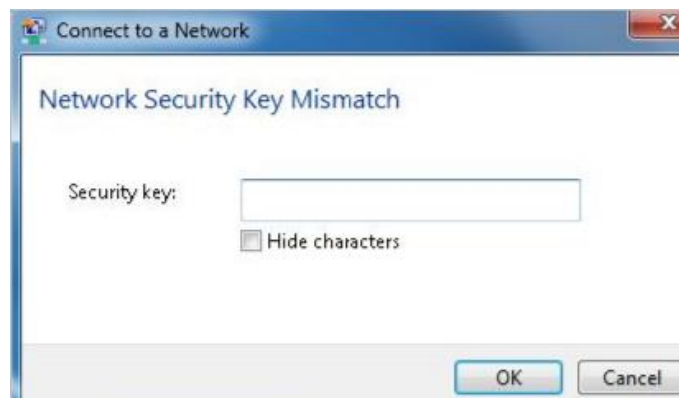 Connect to a Network
Network Security Key Mismatch
Security key:
Hide characters
OK Cancel